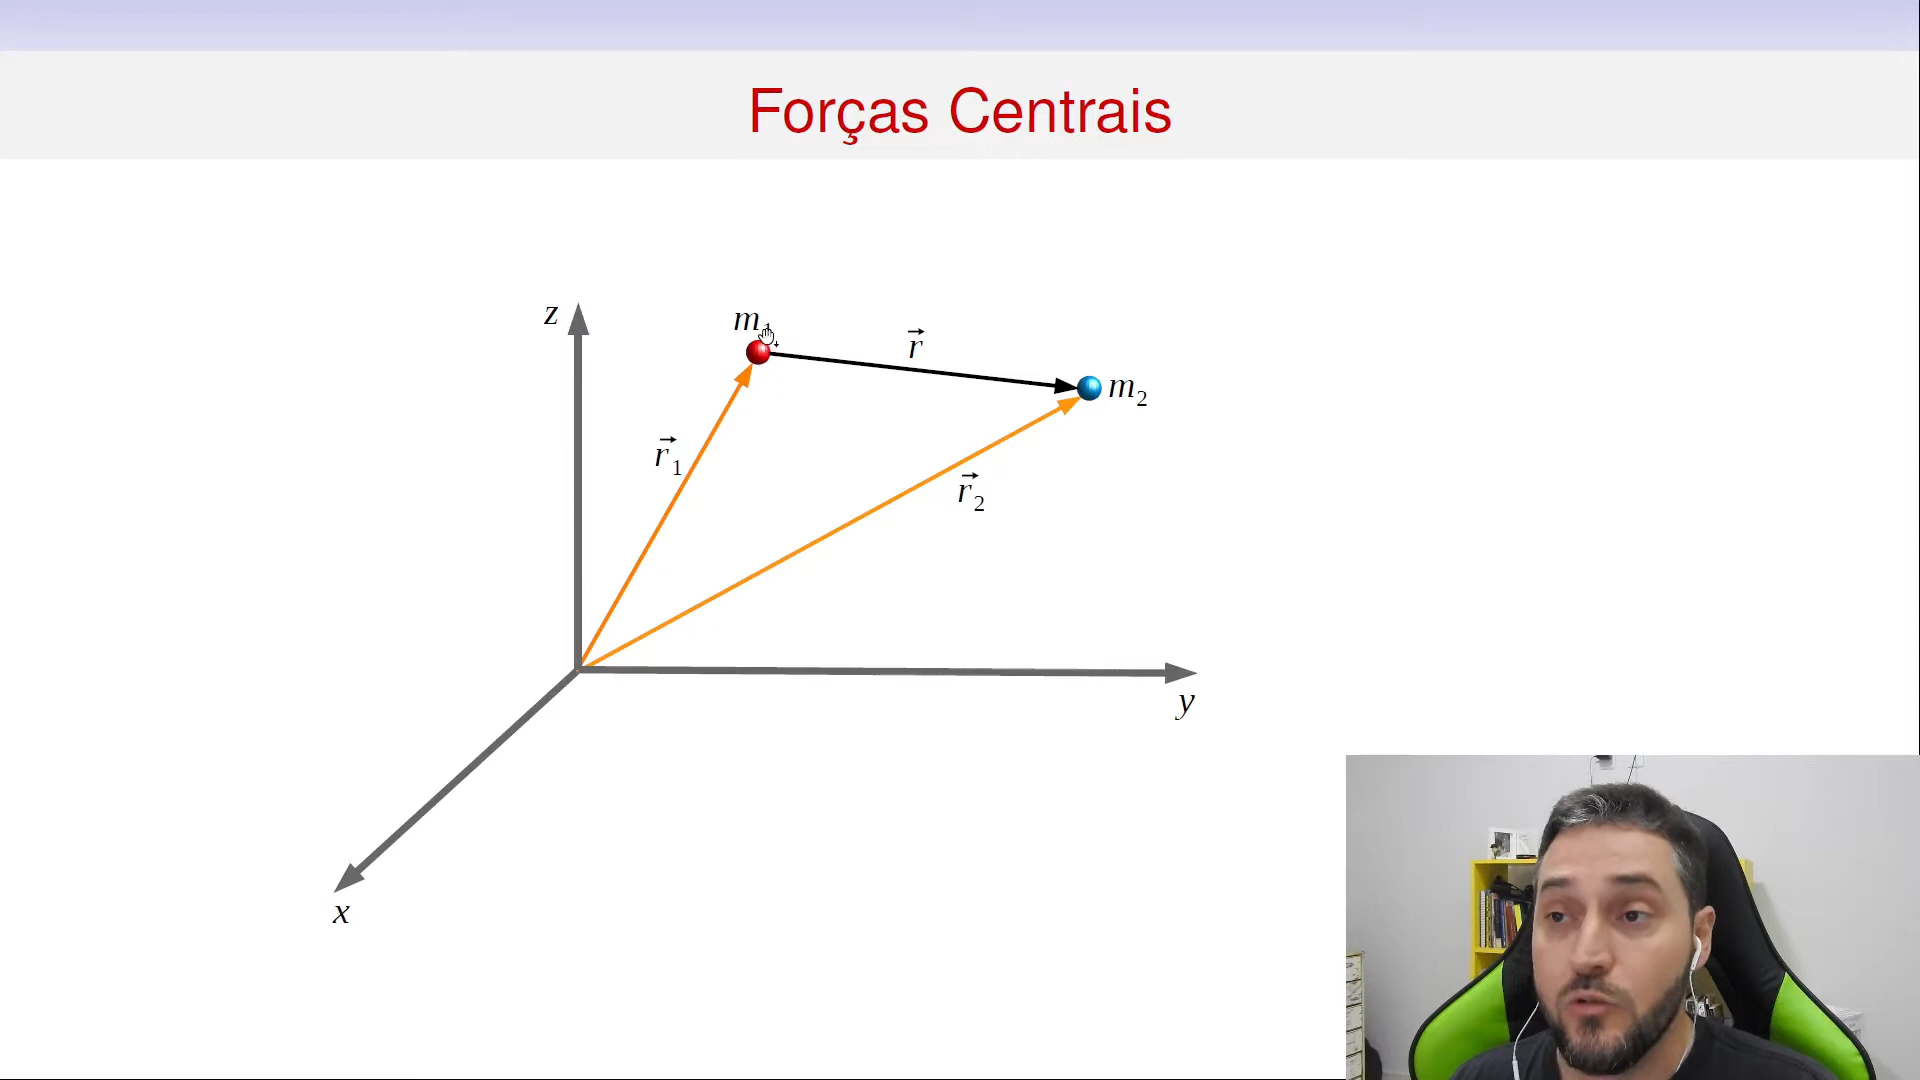 Forças Centrais
z
m₁
r⃗
m₂
r⃗₁
r⃗₂
y
x